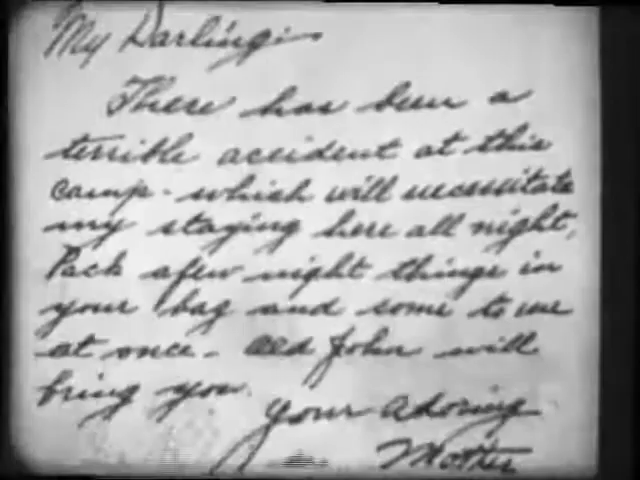 My Darling:-
There has been a
terrible accident at this
camp - which will necessitate
my staying here all night,
Pack a few night things in
your bag and come to me
at once - Old John will
bring you.
Your adoring
Mother